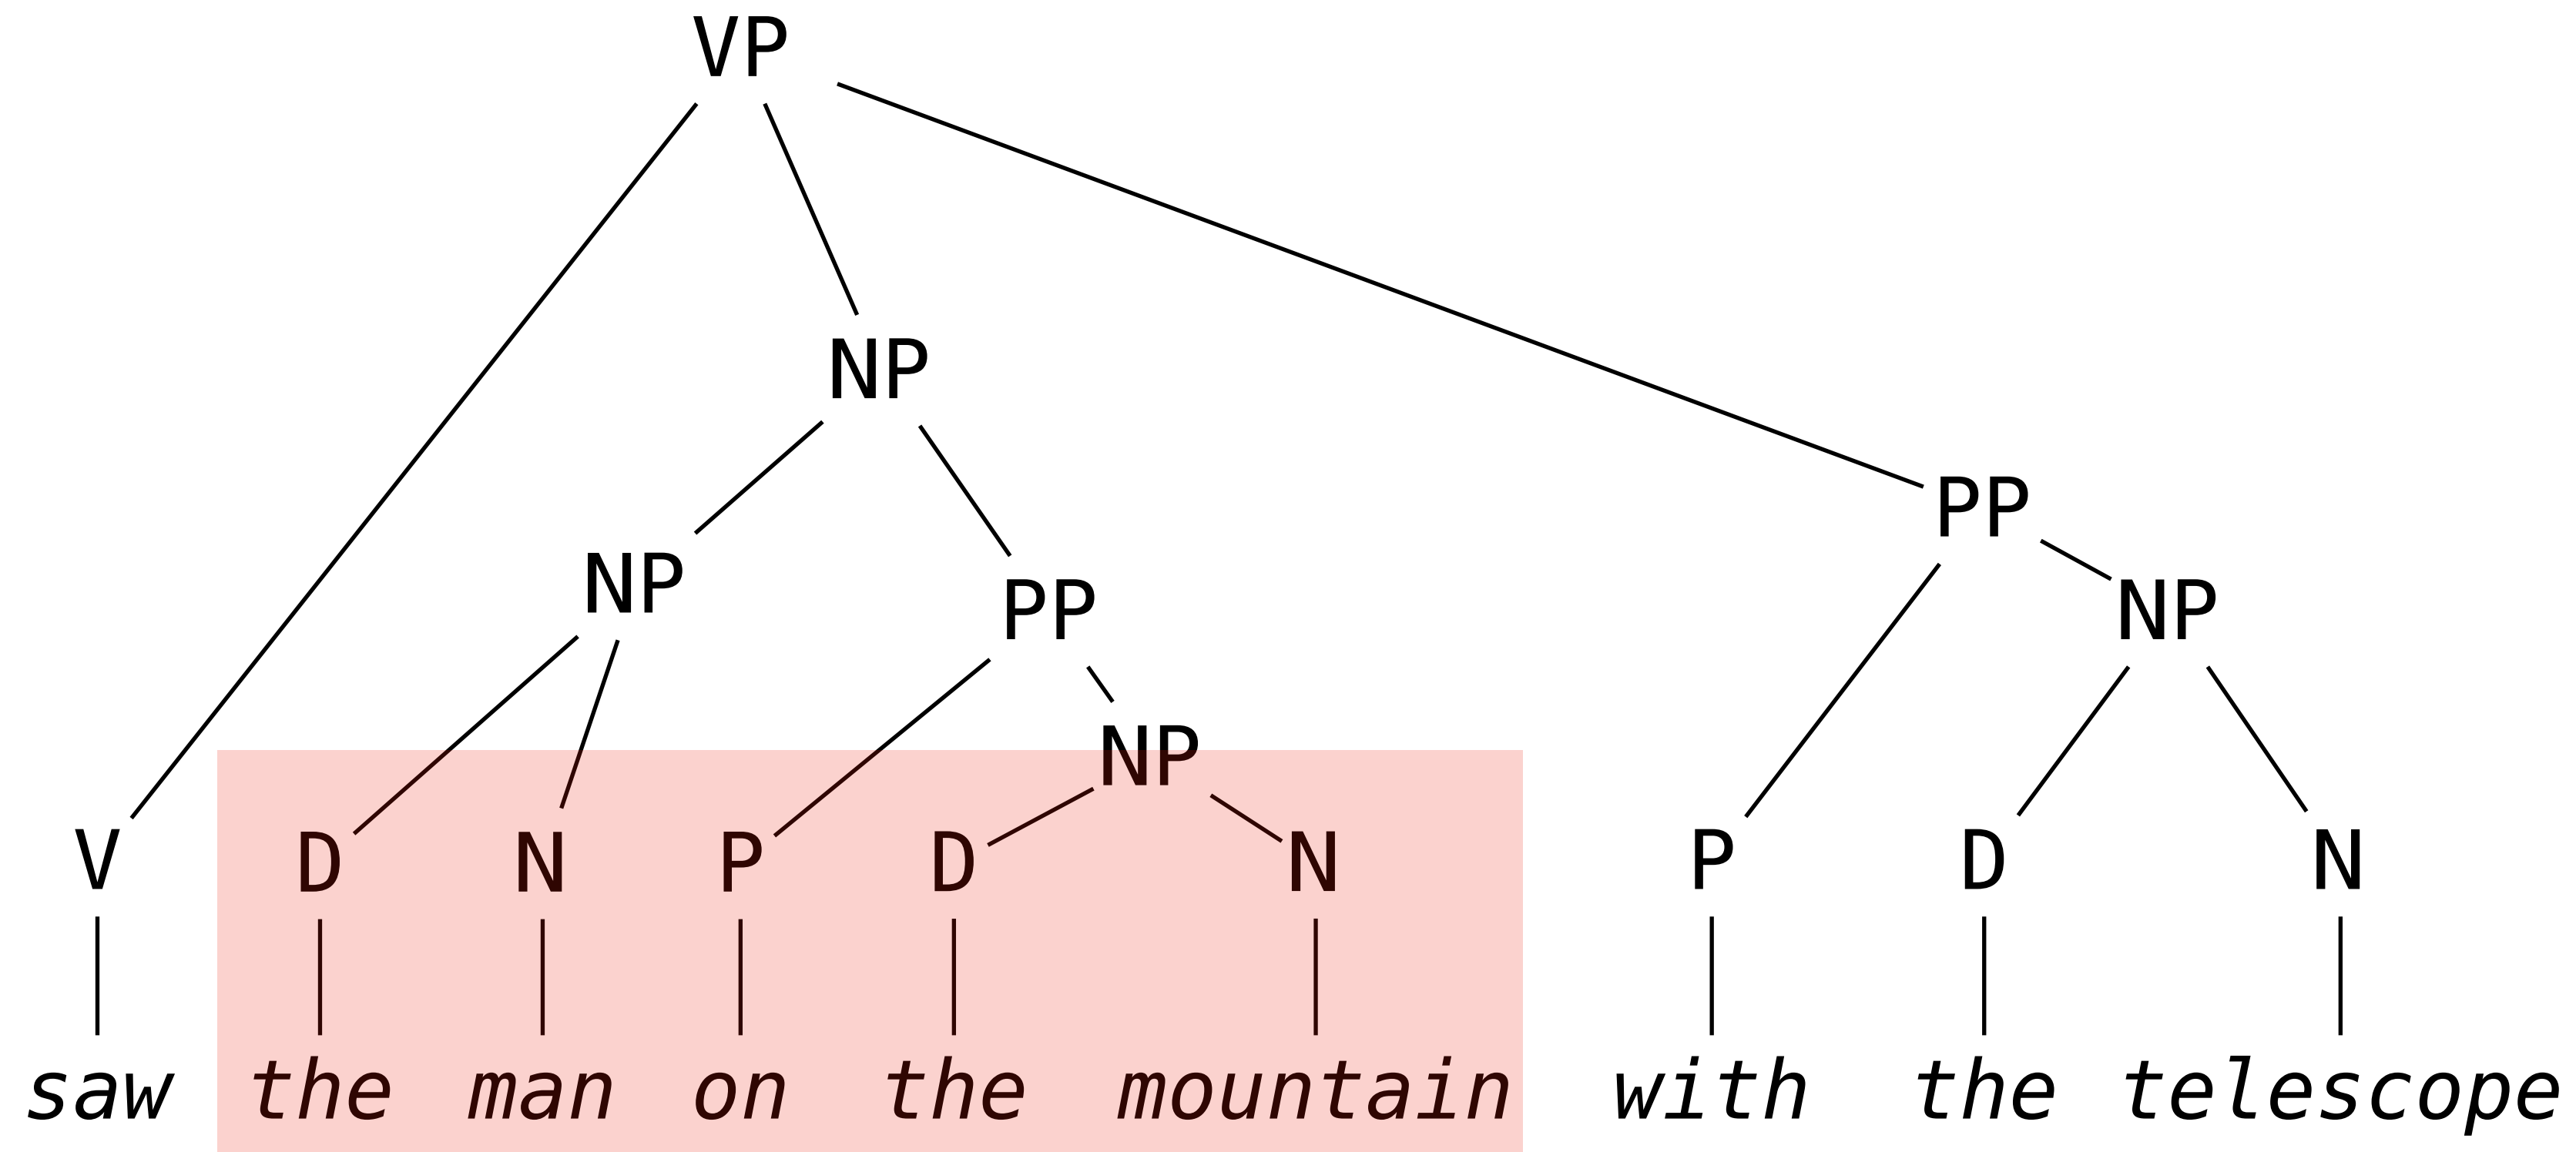 VP
NP
PP
NP
PP
NP
NP
V D N P D N P D N
saw the man on the mountain with the telescope